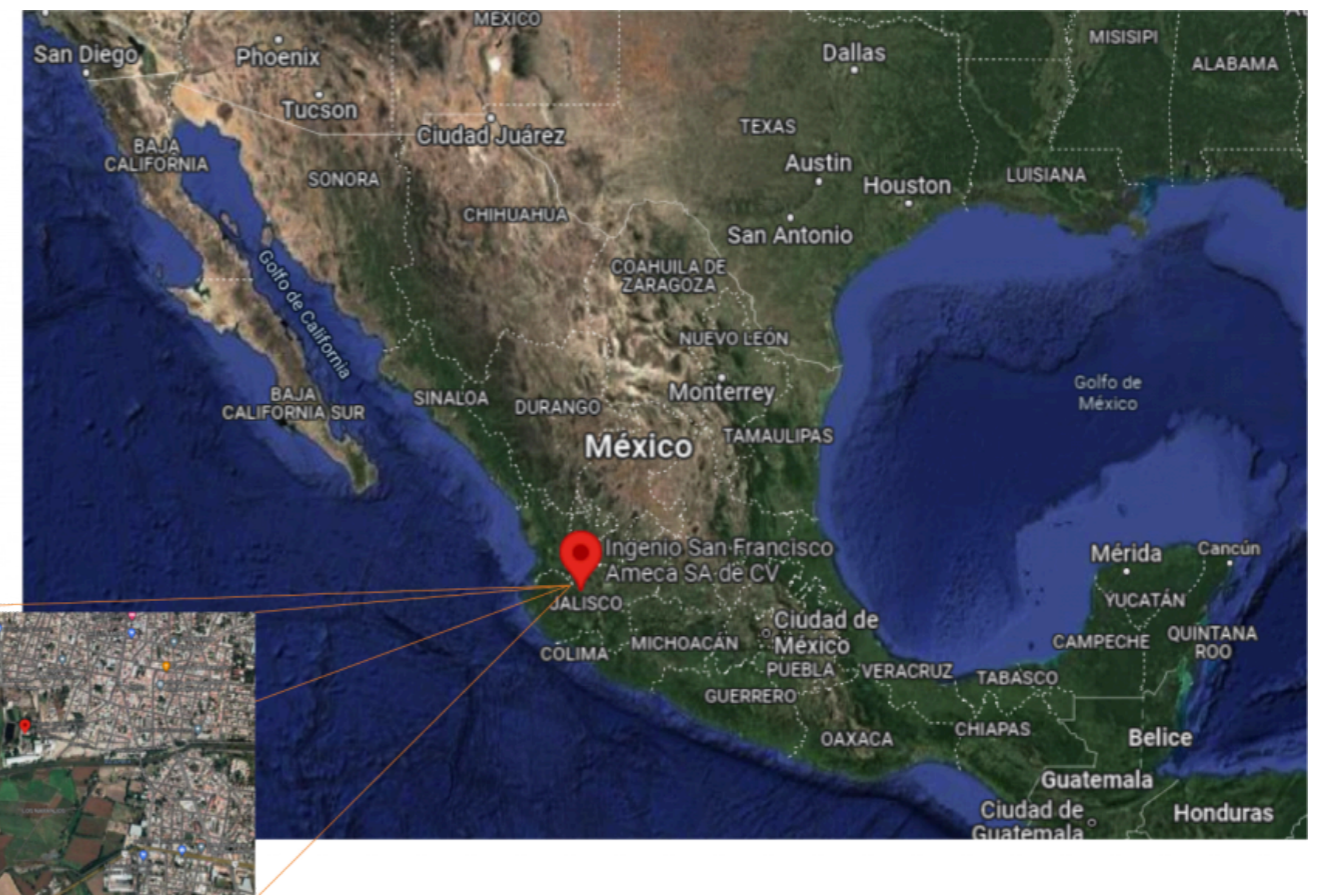 MÉXICO
San Diego
Phoenix
Tucson
Ciudad Juárez
Dallas
MISISIPI
ALABAMA
TEXAS
BAJA
CALIFORNIA
SONORA
Austin
Houston
LUISIANA
CHIHUAHUA
San Antonio
COAHUILA DE
ZARAGOZA
Golfo de California
NUEVO LEÓN
BAJA
CALIFORNIA SUR
SINALOA
DURANGO
Monterrey
Golfo de
México
México
TAMAULIPAS
Ingenio San Francisco
Ameca SA de CV
JALISCO
Mérida
Cancún
YUCATÁN
Ciudad de
México
COLIMA
MICHOACÁN
CAMPECHE
QUINTANA
ROO
PUEBLA
VERACRUZ
TABASCO
GUERRERO
OAXACA
CHIAPAS
Belice
Guatemala
Ciudad de
Guatemala
Honduras